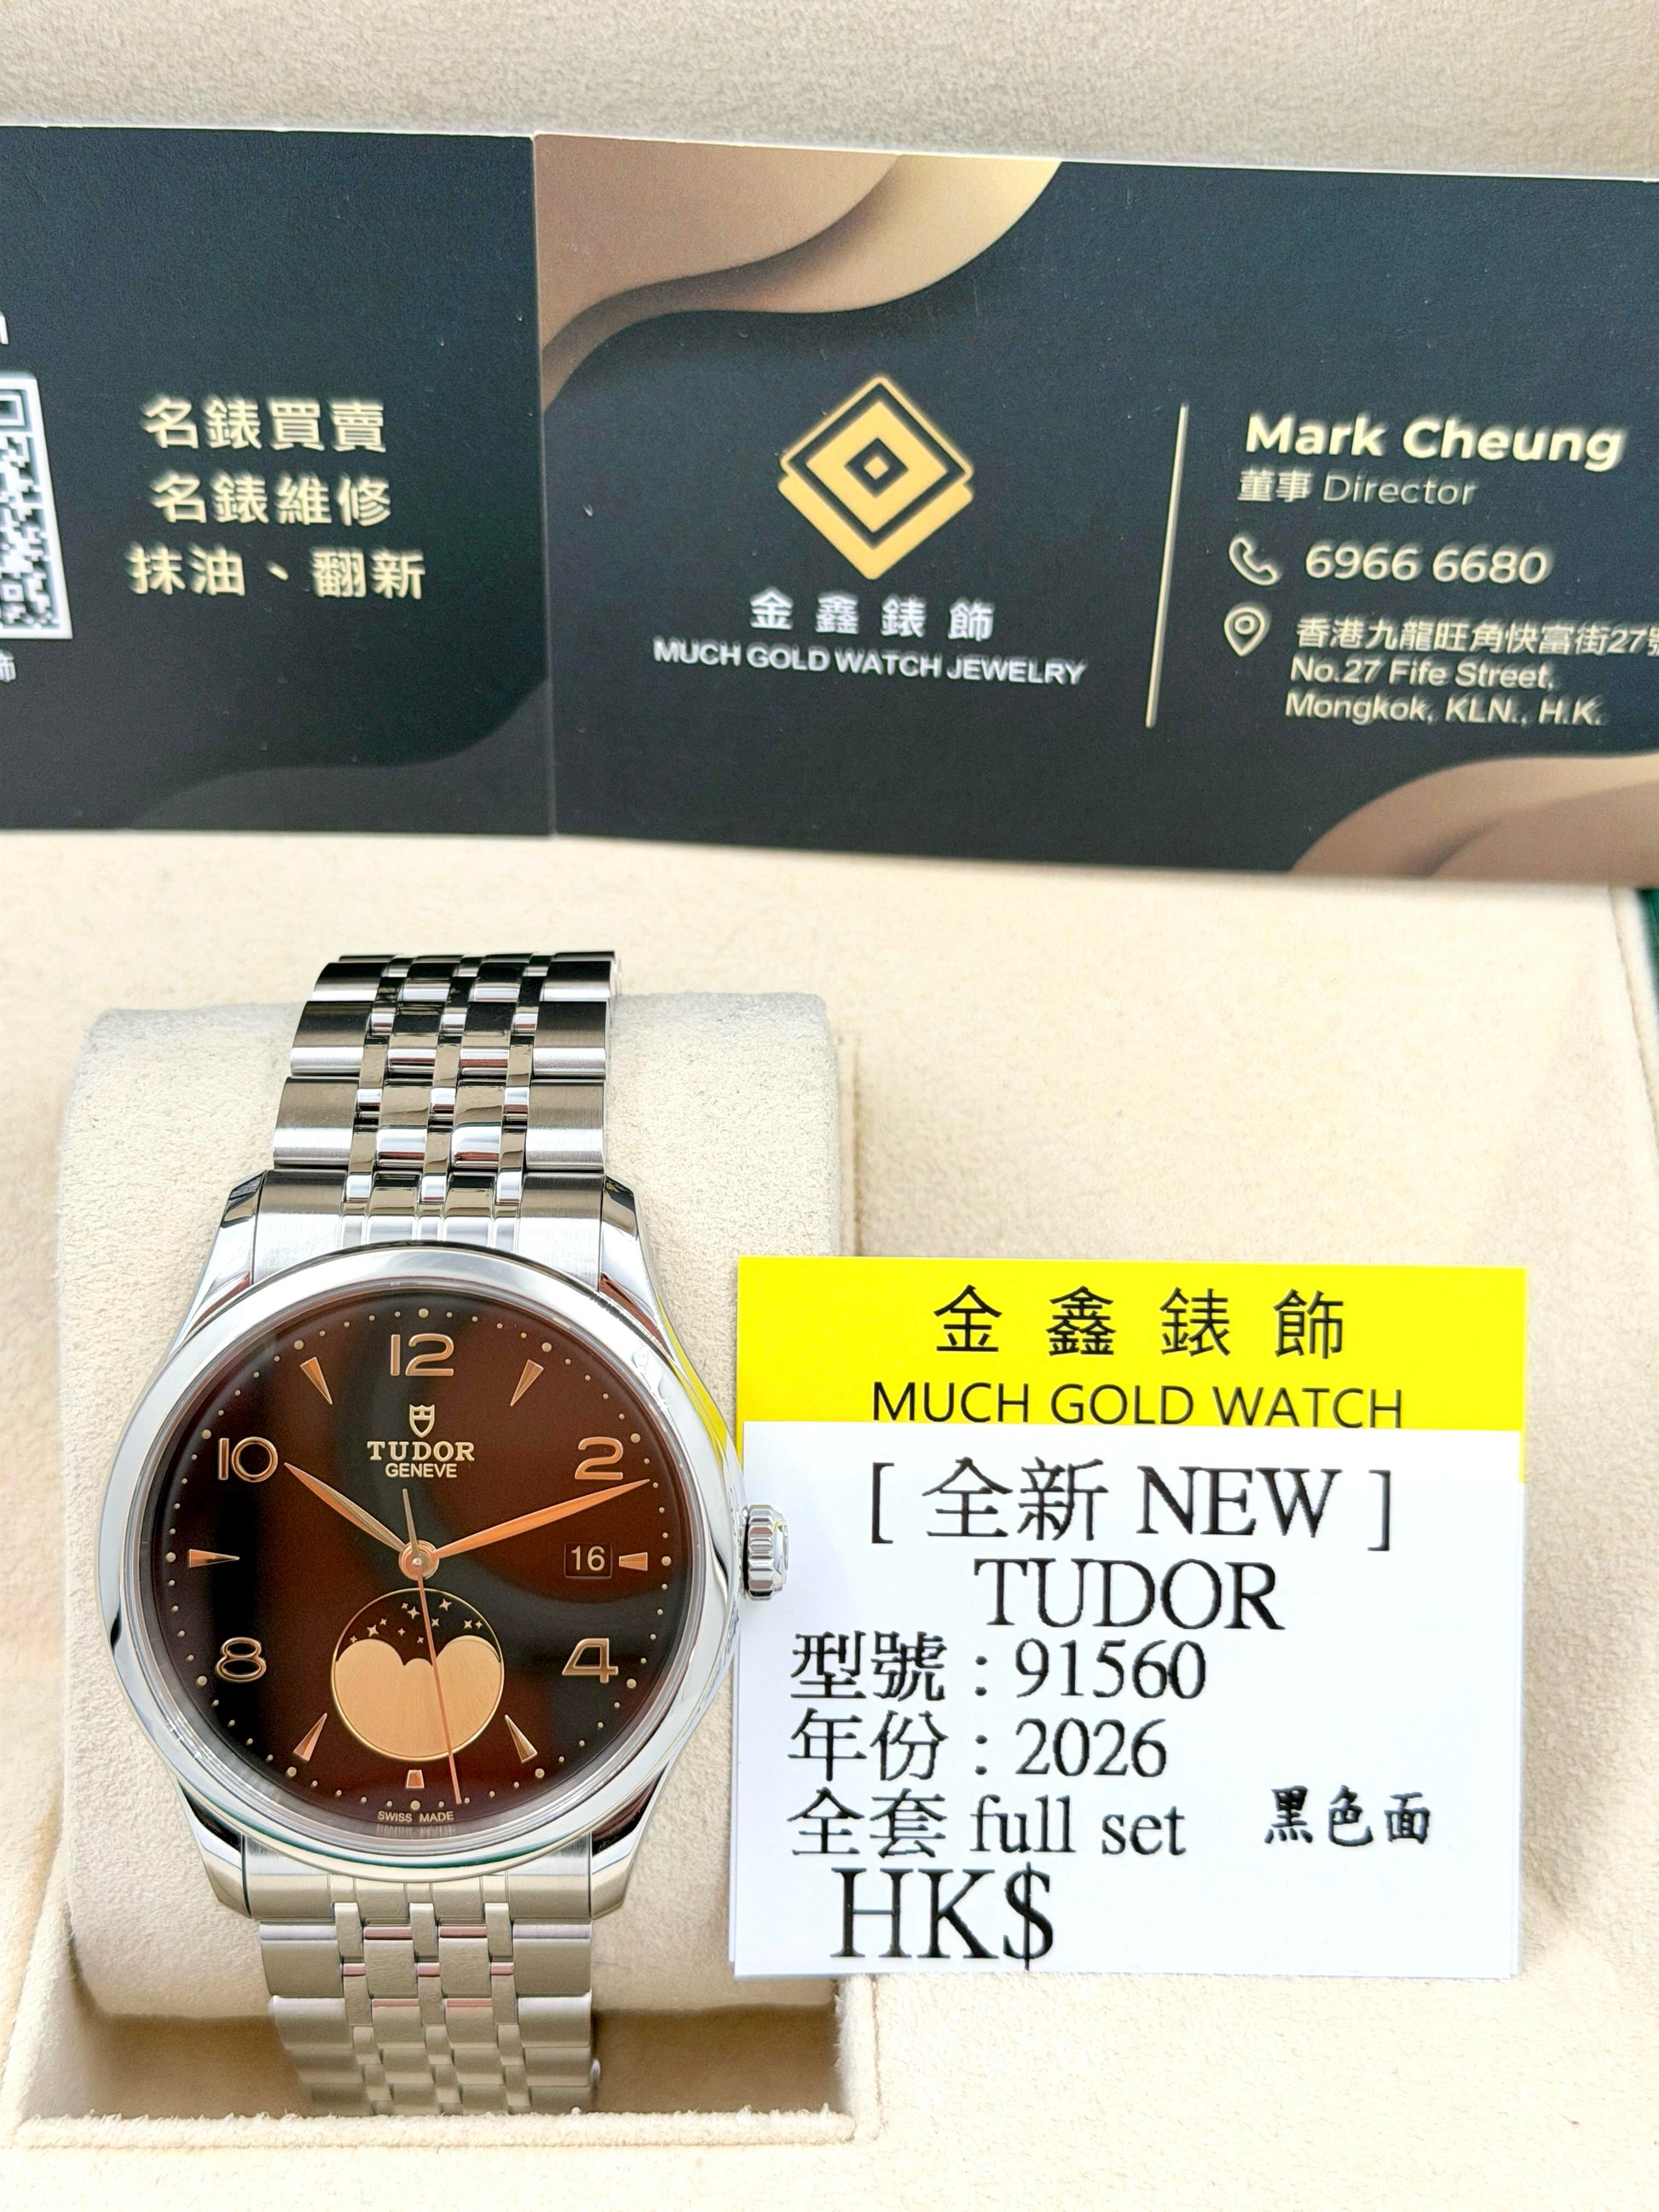 名錶買賣
名錶維修
抹油、翻新
飾
金鑫錶飾
MUCH GOLD WATCH JEWELRY
Mark Cheung
董事 Director
6966 6680
香港九龍旺角快富街27號
No.27 Fife Street,
Mongkok, KLN., H.K.
12
TUDOR
GENEVE
10
2
16
8
4
SWISS MADE
金鑫錶飾
MUCH GOLD WATCH
[ 全新 NEW ]
TUDOR
型號 : 91560
年份 : 2026
全套 full set 黑色面
HK$